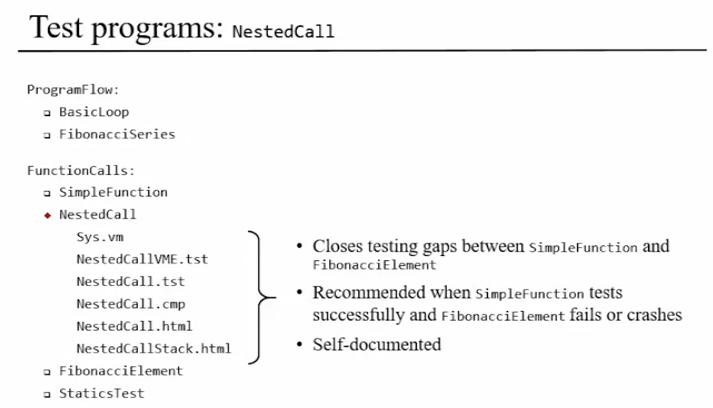 Test programs: NestedCall
ProgramFlow:
BasicLoop
FibonacciSeries
FunctionCalls:
SimpleFunction
NestedCall
Sys.vm
NestedCallVME.tst
NestedCall.tst
NestedCall.cmp
NestedCall.html
NestedCallStack.html
FibonacciElement
StaticsTest
• Closes testing gaps between SimpleFunction and
FibonacciElement
• Recommended when SimpleFunction tests
successfully and FibonacciElement fails or crashes
• Self-documented